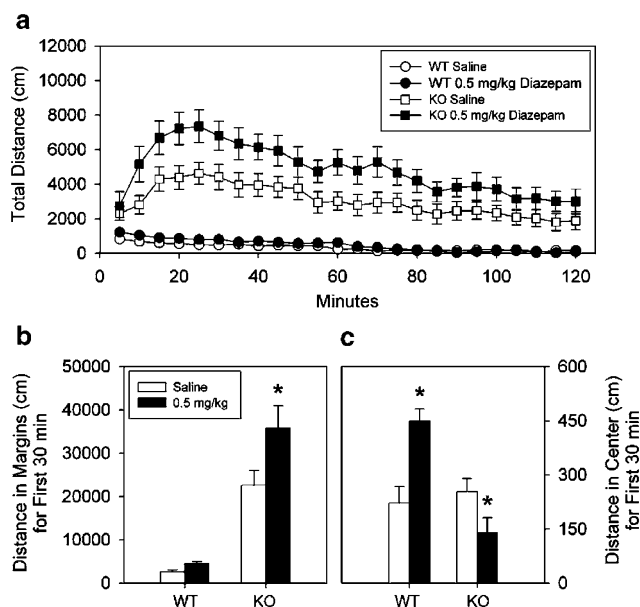 a
12000
10000
8000
6000
4000
2000
0
Total Distance (cm)
WT Saline
WT 0.5 mg/kg Diazepam
KO Saline
KO 0.5 mg/kg Diazepam
0 20 40 60 80 100 120
Minutes
b
50000
40000
30000
20000
10000
0
Distance in Margins (cm)
for First 30 min
Saline
0.5 mg/kg
*
WT KO
c
*
*
WT KO
600
450
300
150
0
Distance in Center (cm)
for First 30 min